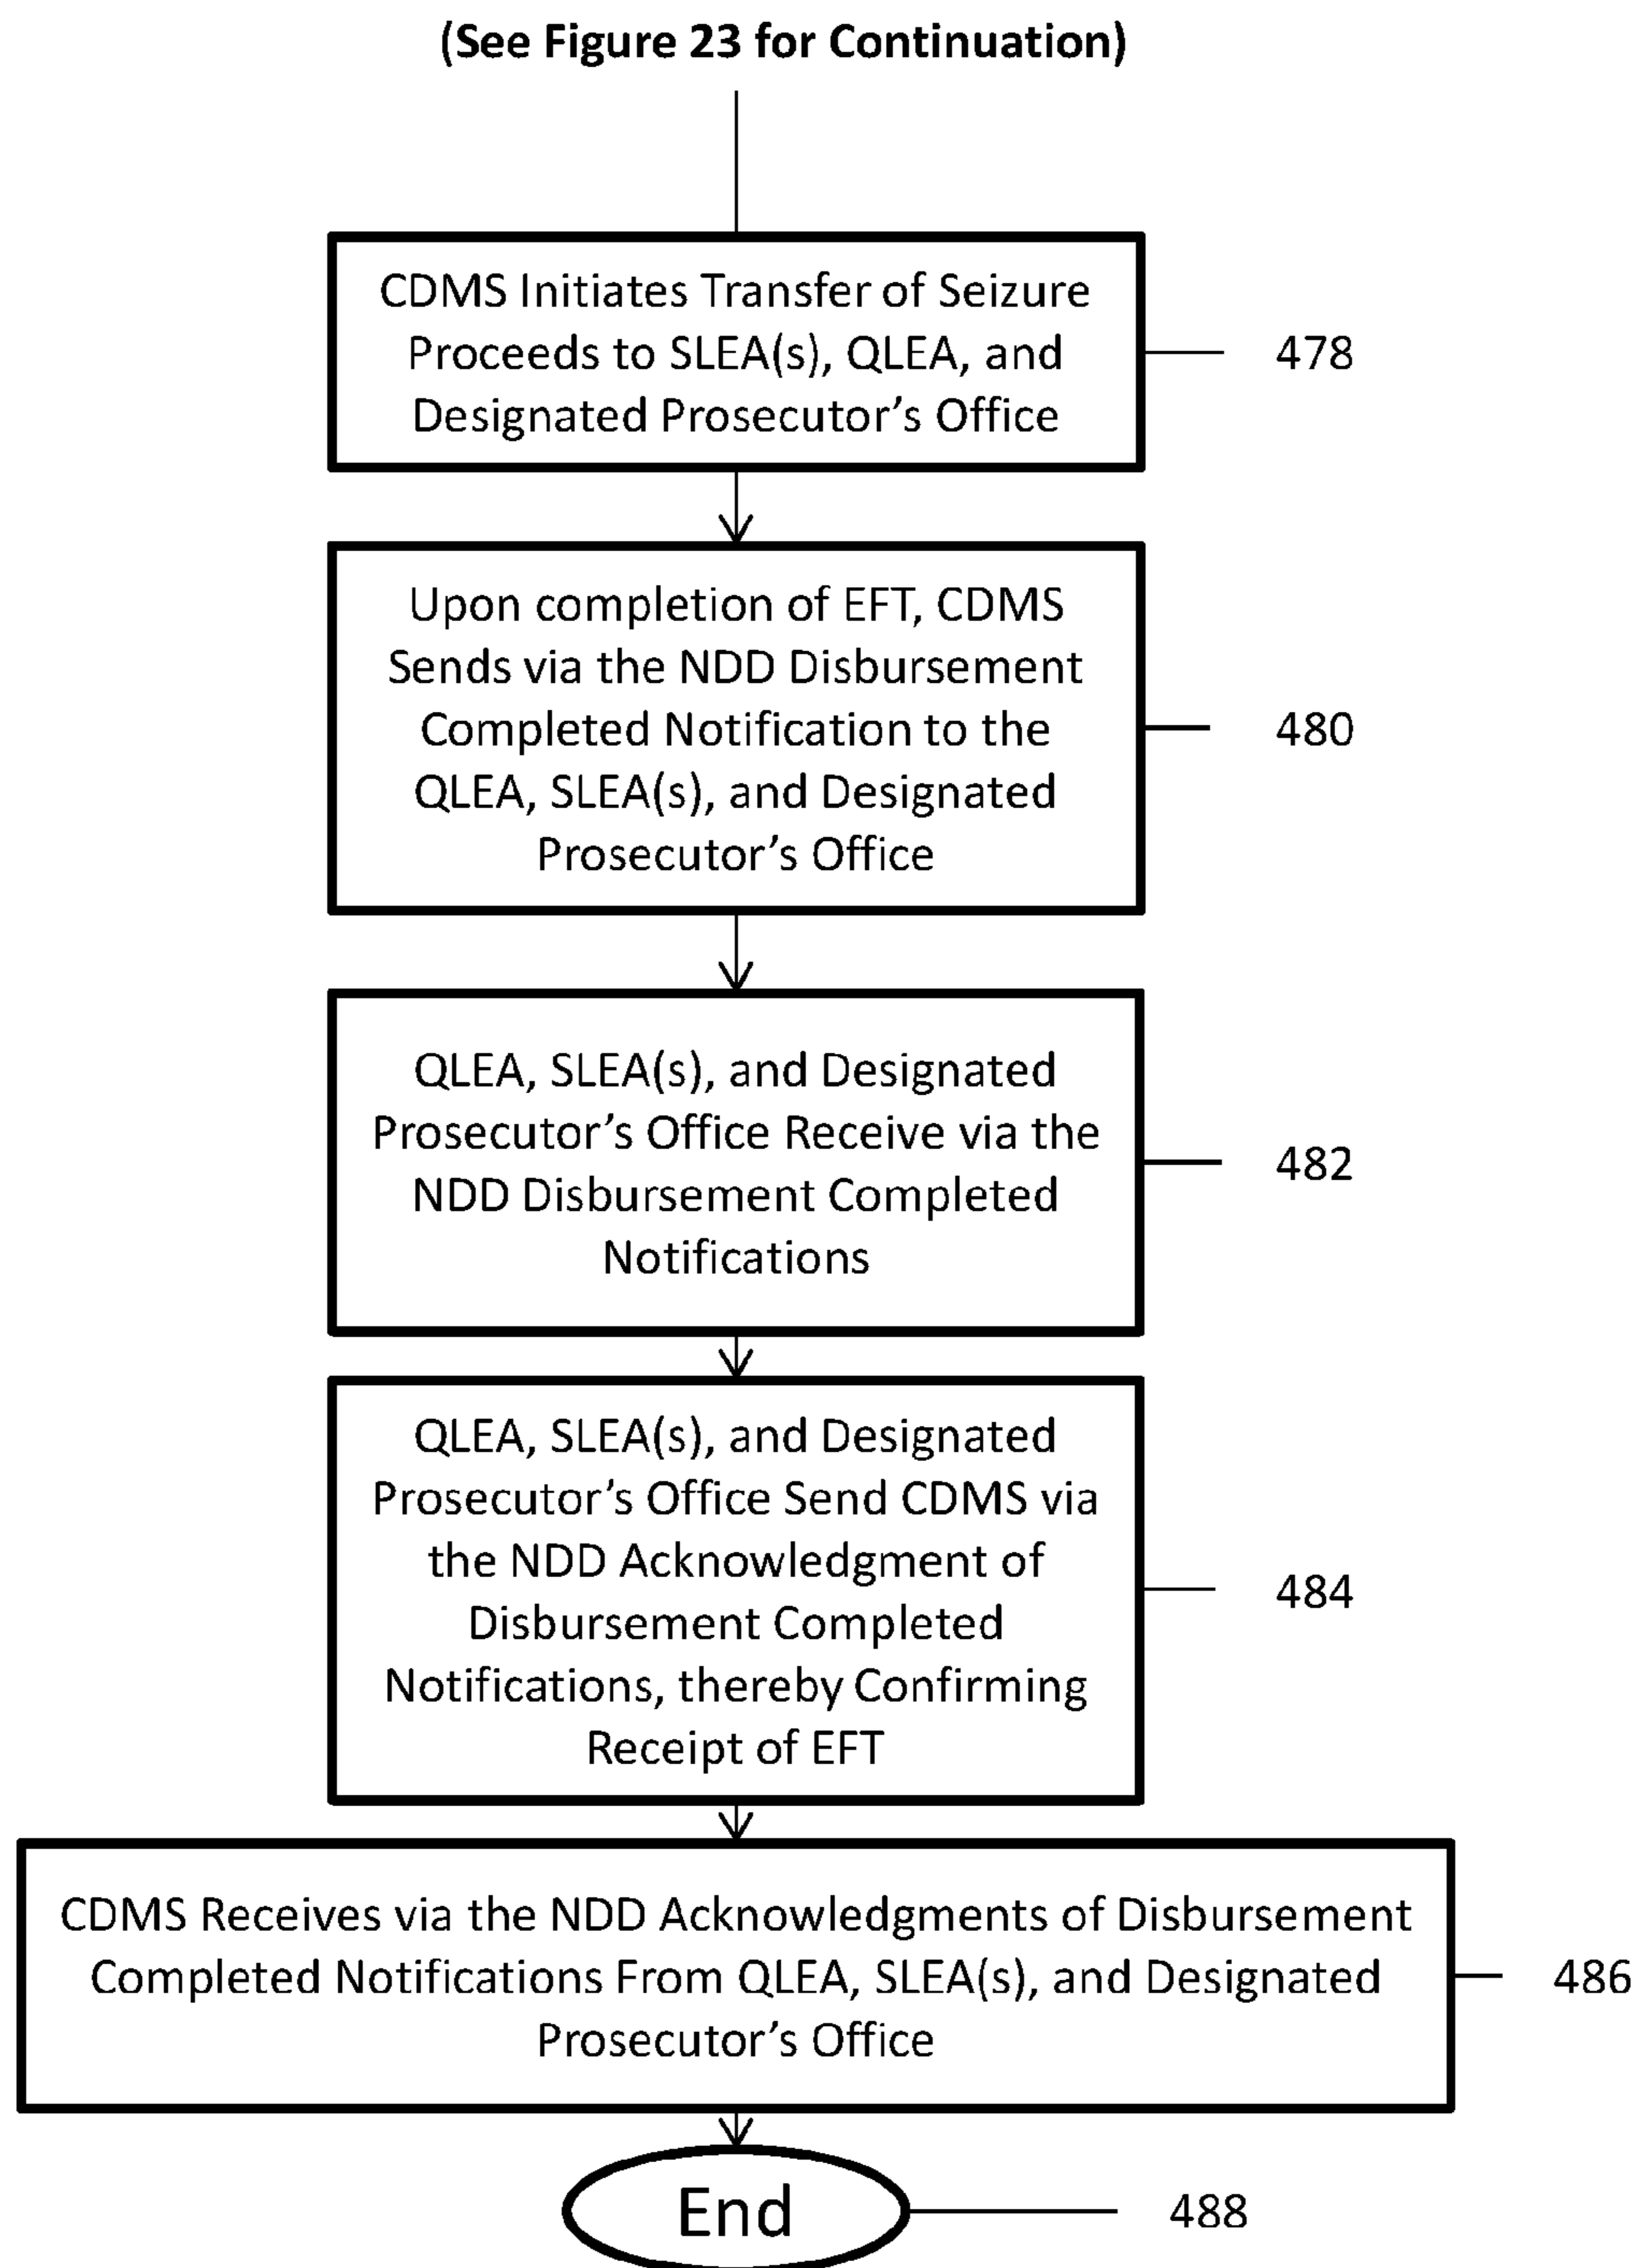 (See Figure 23 for Continuation)
CDMS Initiates Transfer of Seizure
Proceeds to SLEA(s), QLEA, and
Designated Prosecutor’s Office
478
Upon completion of EFT, CDMS
Sends via the NDD Disbursement
Completed Notification to the
QLEA, SLEA(s), and Designated
Prosecutor’s Office
480
QLEA, SLEA(s), and Designated
Prosecutor’s Office Receive via the
NDD Disbursement Completed
Notifications
482
QLEA, SLEA(s), and Designated
Prosecutor’s Office Send CDMS via
the NDD Acknowledgment of
Disbursement Completed
Notifications, thereby Confirming
Receipt of EFT
484
CDMS Receives via the NDD Acknowledgments of Disbursement
Completed Notifications From QLEA, SLEA(s), and Designated
Prosecutor’s Office
486
End
488